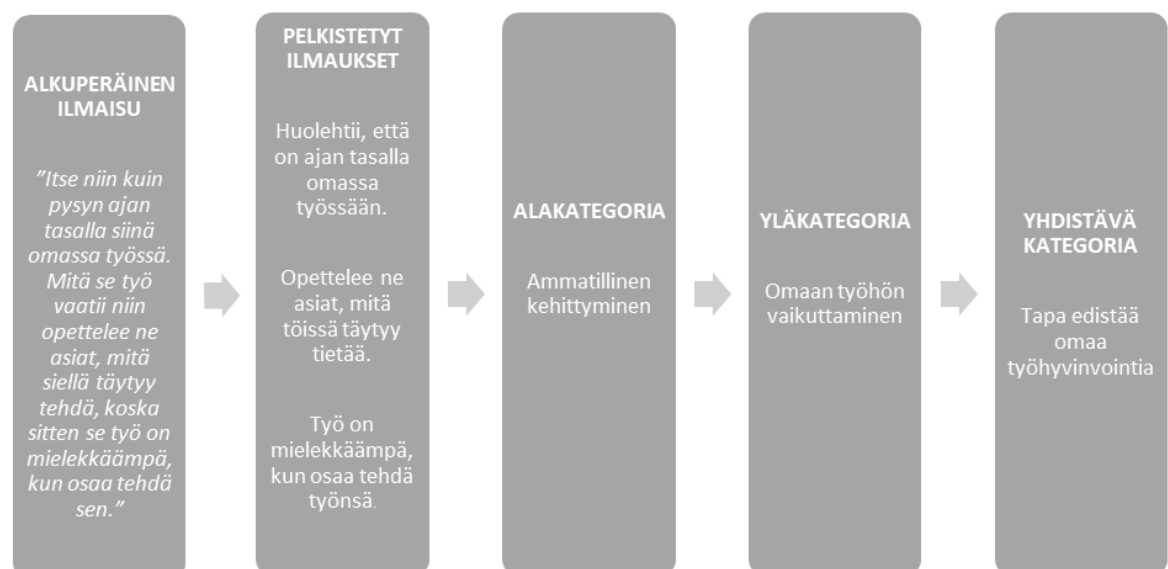 ALKUPERÄINEN
ILMAISU
”Itse niin kuin
pysyn ajan
tasalla siinä
omassa työssä.
Mitä se työ
vaatii niin
opettelee ne
asiat, mitä
siellä täytyy
tehdä, koska
sitten se työ on
mielekkäämpä,
kun osaa tehdä
sen.”
PELKISTETYT
ILMAUKSET
Huolehtii, että
on ajan tasalla
omassa
työssään.
Opettelee ne
asiat, mitä
töissä täytyy
tietää.
Työ on
mielekkäämpä,
kun osaa tehdä
työnsä.
ALAKATEGORIA
Ammatillinen
kehittyminen
YLÄKATEGORIA
Omaan työhön
vaikuttaminen
YHDISTÄVÄ
KATEGORIA
Tapa edistää
omaa
työhyvinvointia